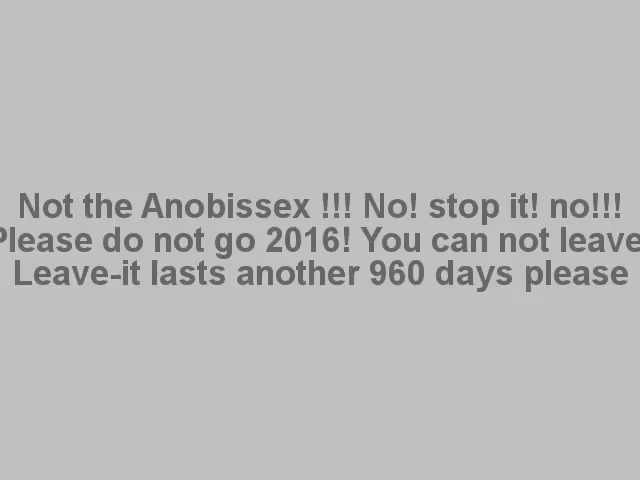 Not the Anobissex !!! No! stop it! no!!!
Please do not go 2016! You can not leave
Leave-it lasts another 960 days please